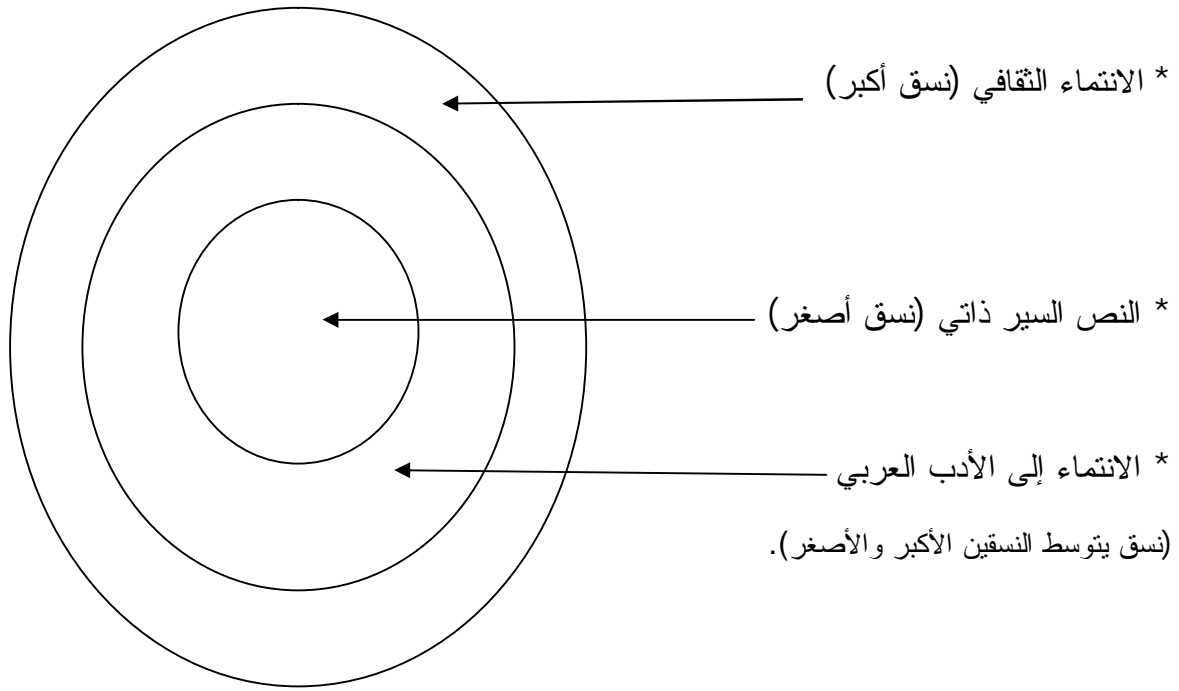 * الانتماء الثقافي (نسق أكبر)
* النص السير ذاتي (نسق أصغر)
* الانتماء إلى الأدب العربي
(نسق يتوسط النسقين الأكبر والأصغر).